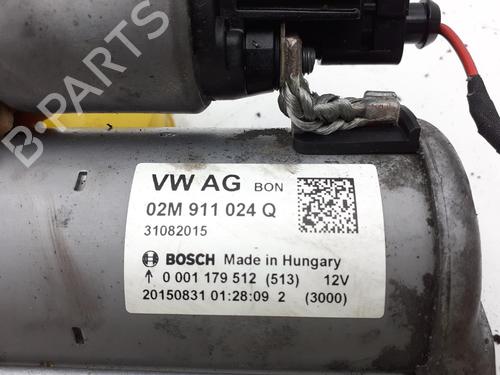 B-PARTS
VW AG BON
02M 911 024 Q
31082015
BOSCH Made in Hungary
↑ 0 001 179 512 (513) 12V
20150831 01:28:09 2 (3000)